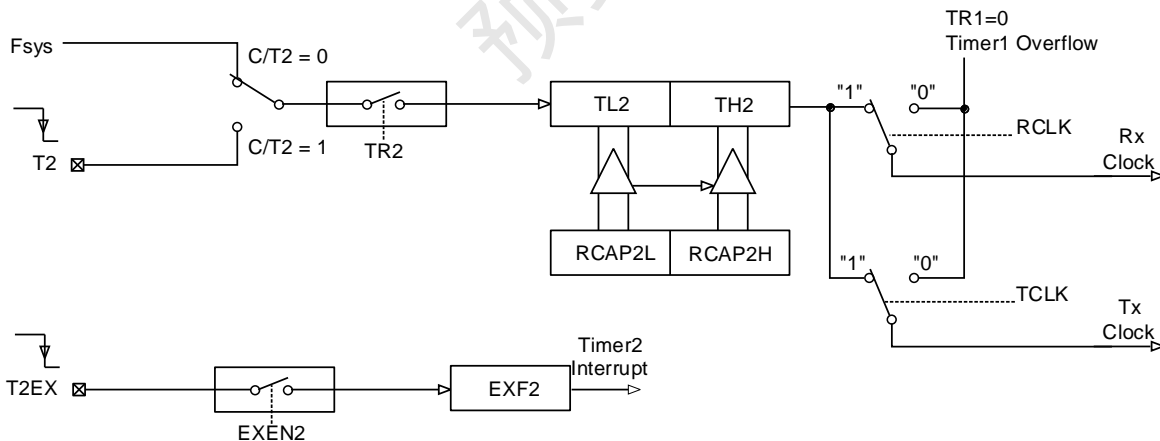 TR1=0
Timer1 Overflow
Fsys
C/T2 = 0
T2
C/T2 = 1
TR2
TL2
TH2
RCAP2L
RCAP2H
"1"
"0"
RCLK
Rx
Clock
"1"
"0"
TCLK
Tx
Clock
T2EX
EXEN2
EXF2
Timer2
Interrupt